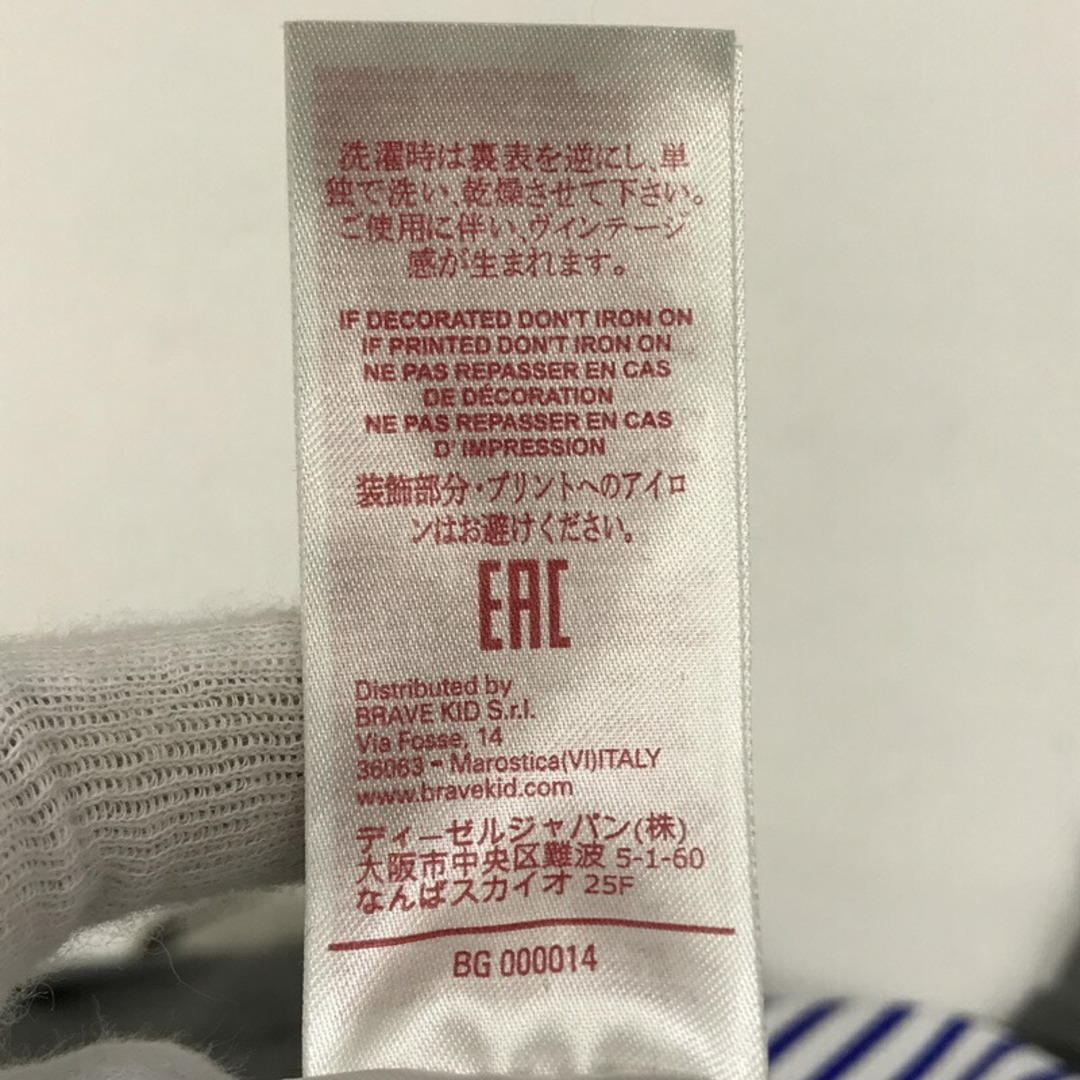 洗濯時は裏表を逆にし、単
独で洗い、乾燥させて下さい。
ご使用に伴い、ヴィンテージ
感が生まれます。
IF DECORATED DON'T IRON ON
IF PRINTED DON'T IRON ON
NE PAS REPASSER EN CAS
DE DÉCORATION
NE PAS REPASSER EN CAS
D' IMPRESSION
装飾部分・プリントへのアイロ
ンはお避けください。
EAC
Distributed by
BRAVE KID S.r.l.
Via Fosse, 14
36063 - Marostica(VI)ITALY
www.bravekid.com
ディーゼルジャパン(株)
大阪市中央区難波 5-1-60
なんばスカイオ 25F
BG 000014